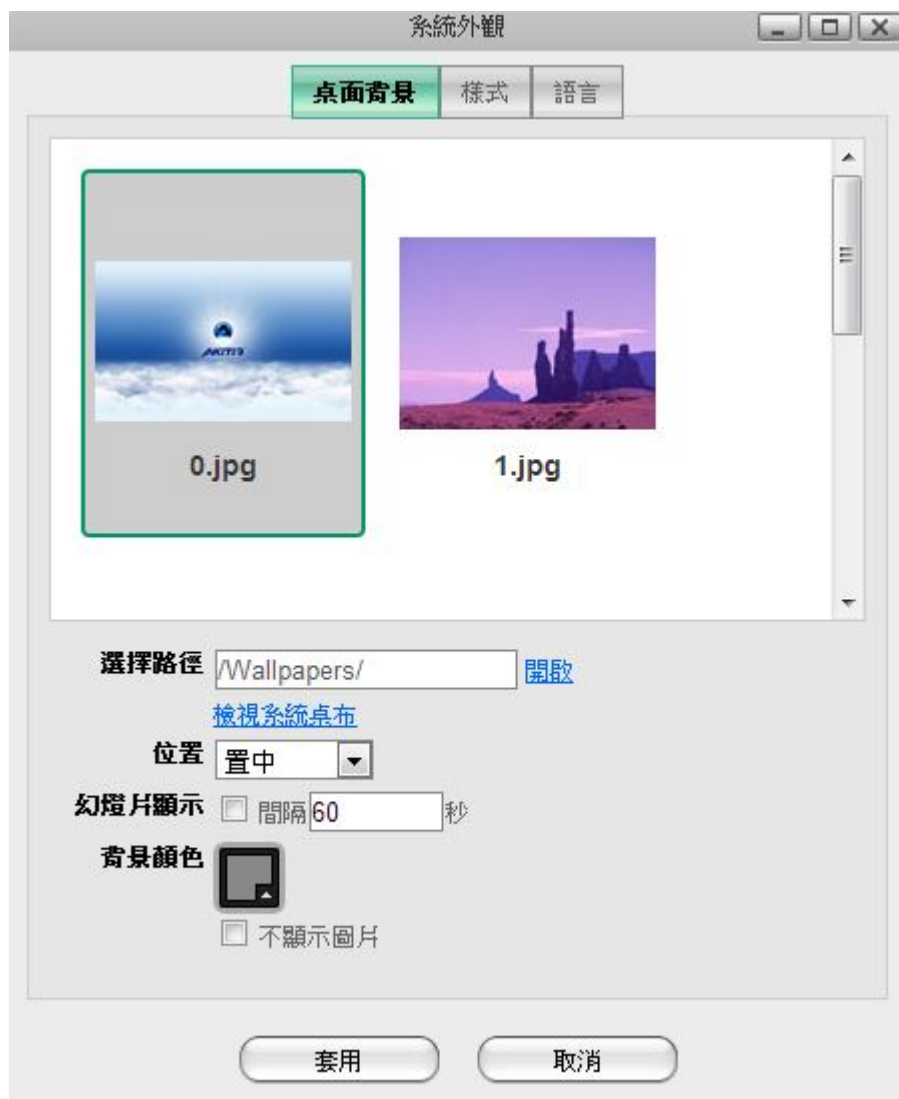 系統外觀
桌面背景 樣式 語言
AKITIO
0.jpg 1.jpg
選擇路徑 /Wallpapers/ 開啟
檢視系統桌布
位置 置中
幻燈片顯示 間隔 60 秒
背景顏色
不顯示圖片
套用 取消